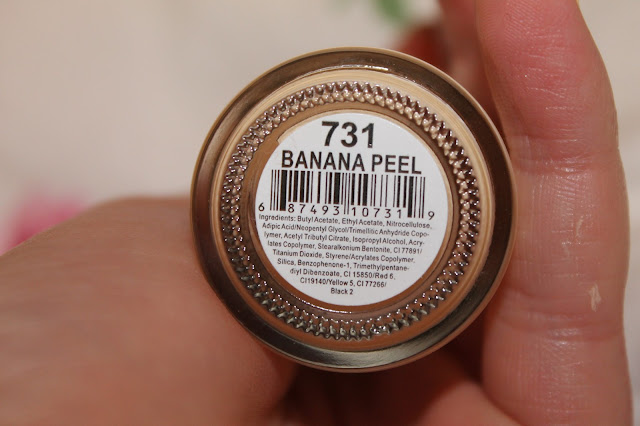 731
BANANA PEEL
6 87493 10731 9
Ingredients: Butyl Acetate, Ethyl Acetate, Nitrocellutose,
Adipic Acid/Neopentyl Glycol/Trimellitic Anhydride Copo-
lymer, Acetyl Tributyl Citrate, Isopropyl Alcohol, Acry-
lates Copolymer, Stearalkonium Bentonite, CI 77891/
Titanium Dioxide, Styrene/Acrylates Copolymer,
Silica, Benzophenone-1, Trimethylpentane-
diyl Dibenzoate, CI 15850/Red 6,
CI19140/Yellow 5, CI 77266/
Black 2